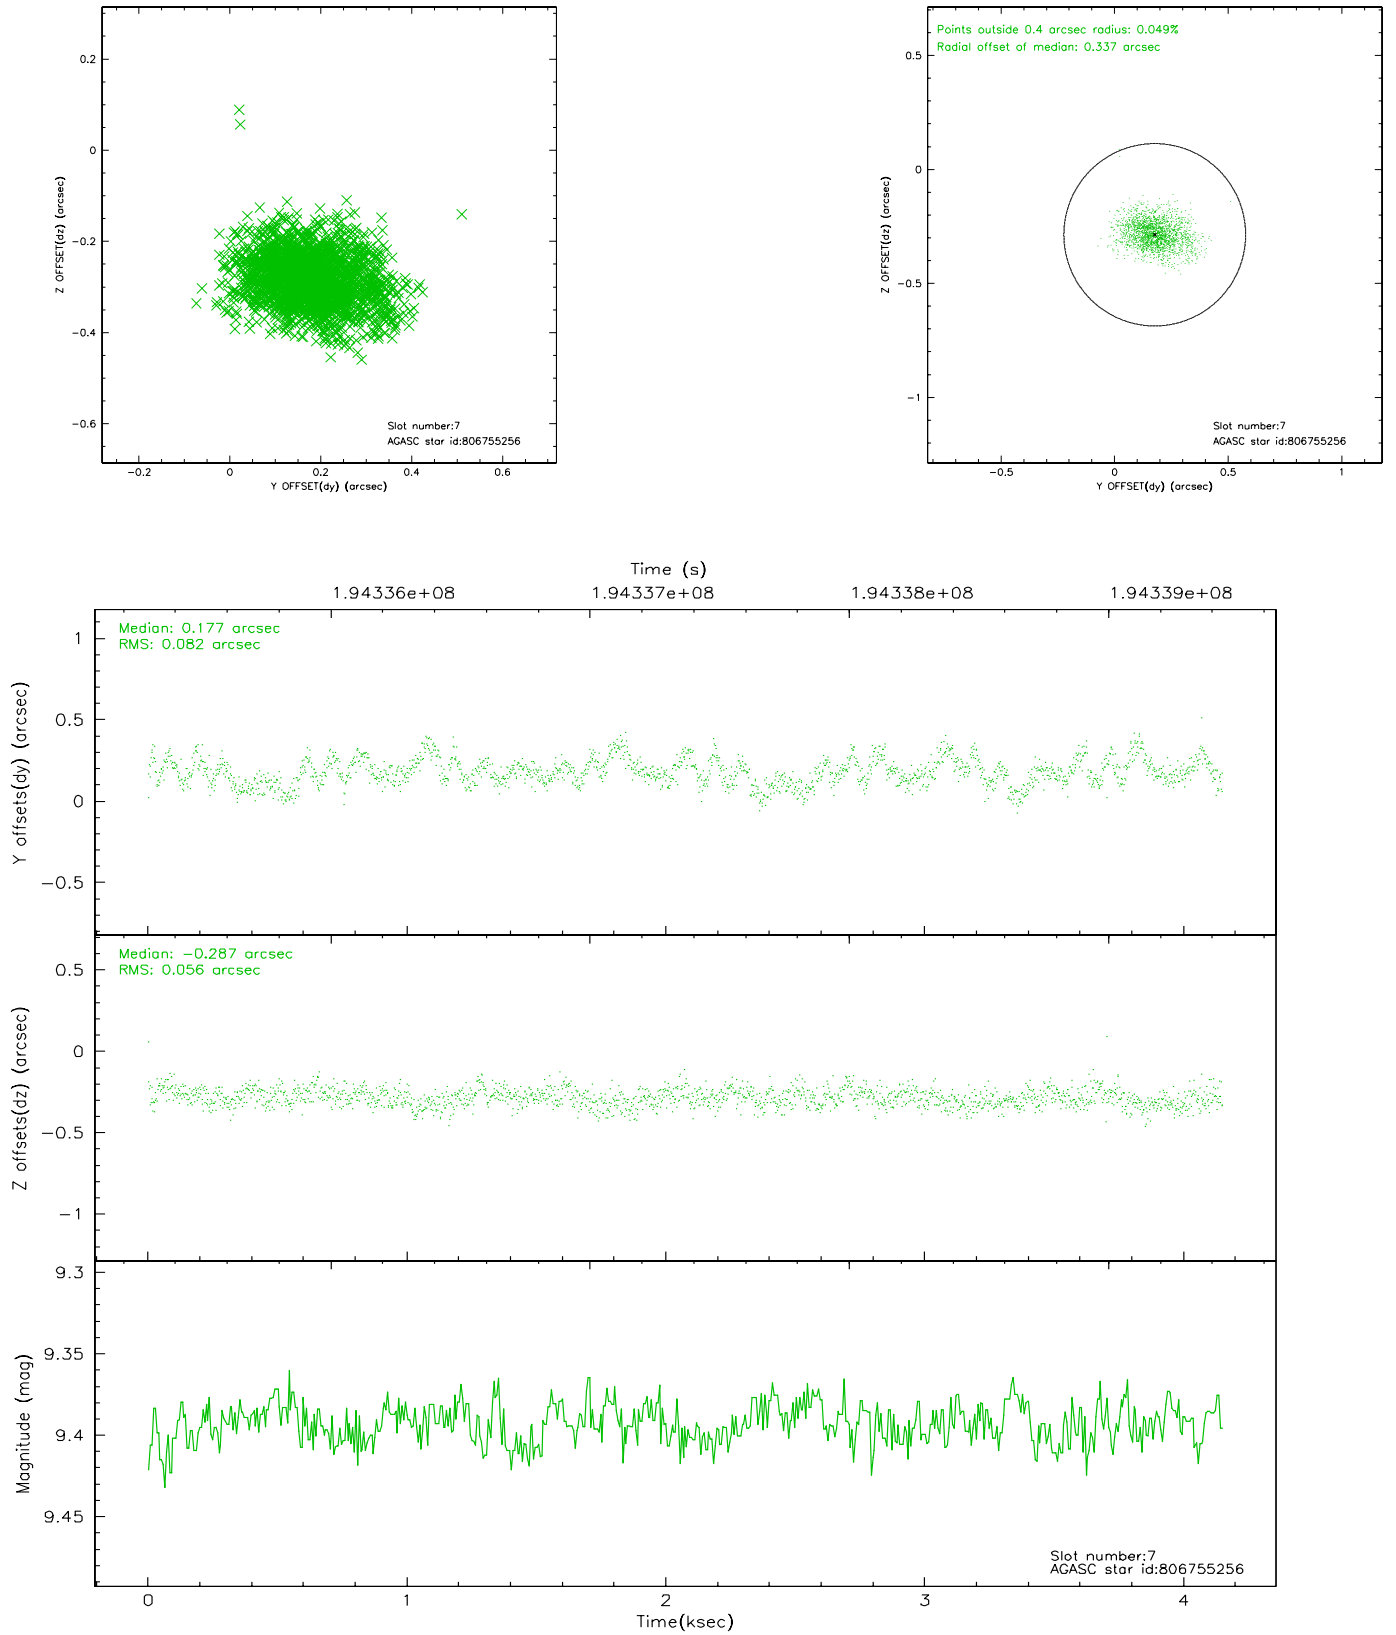 0.2
0
−0.2
−0.4
−0.6
Z OFFSET(dz) (arcsec)
Slot number:7
AGASC star id:806755256
−0.2 0 0.2 0.4 0.6
Y OFFSET(dy) (arcsec)
Points outside 0.4 arcsec radius: 0.049%
Radial offset of median: 0.337 arcsec
0.5
0
−0.5
−1
Z OFFSET(dz) (arcsec)
Slot number:7
AGASC star id:806755256
−0.5 0 0.5 1
Y OFFSET(dy) (arcsec)
Time (s)
1.94336e+08 1.94337e+08 1.94338e+08 1.94339e+08
Median: 0.177 arcsec
RMS: 0.082 arcsec
1
0.5
0
−0.5
Y offsets(dy) (arcsec)
Median: −0.287 arcsec
RMS: 0.056 arcsec
0.5
0
−0.5
−1
Z offsets(dz) (arcsec)
9.3
9.35
9.4
9.45
Magnitude (mag)
Slot number:7
AGASC star id:806755256
0 1 2 3 4
Time(ksec)